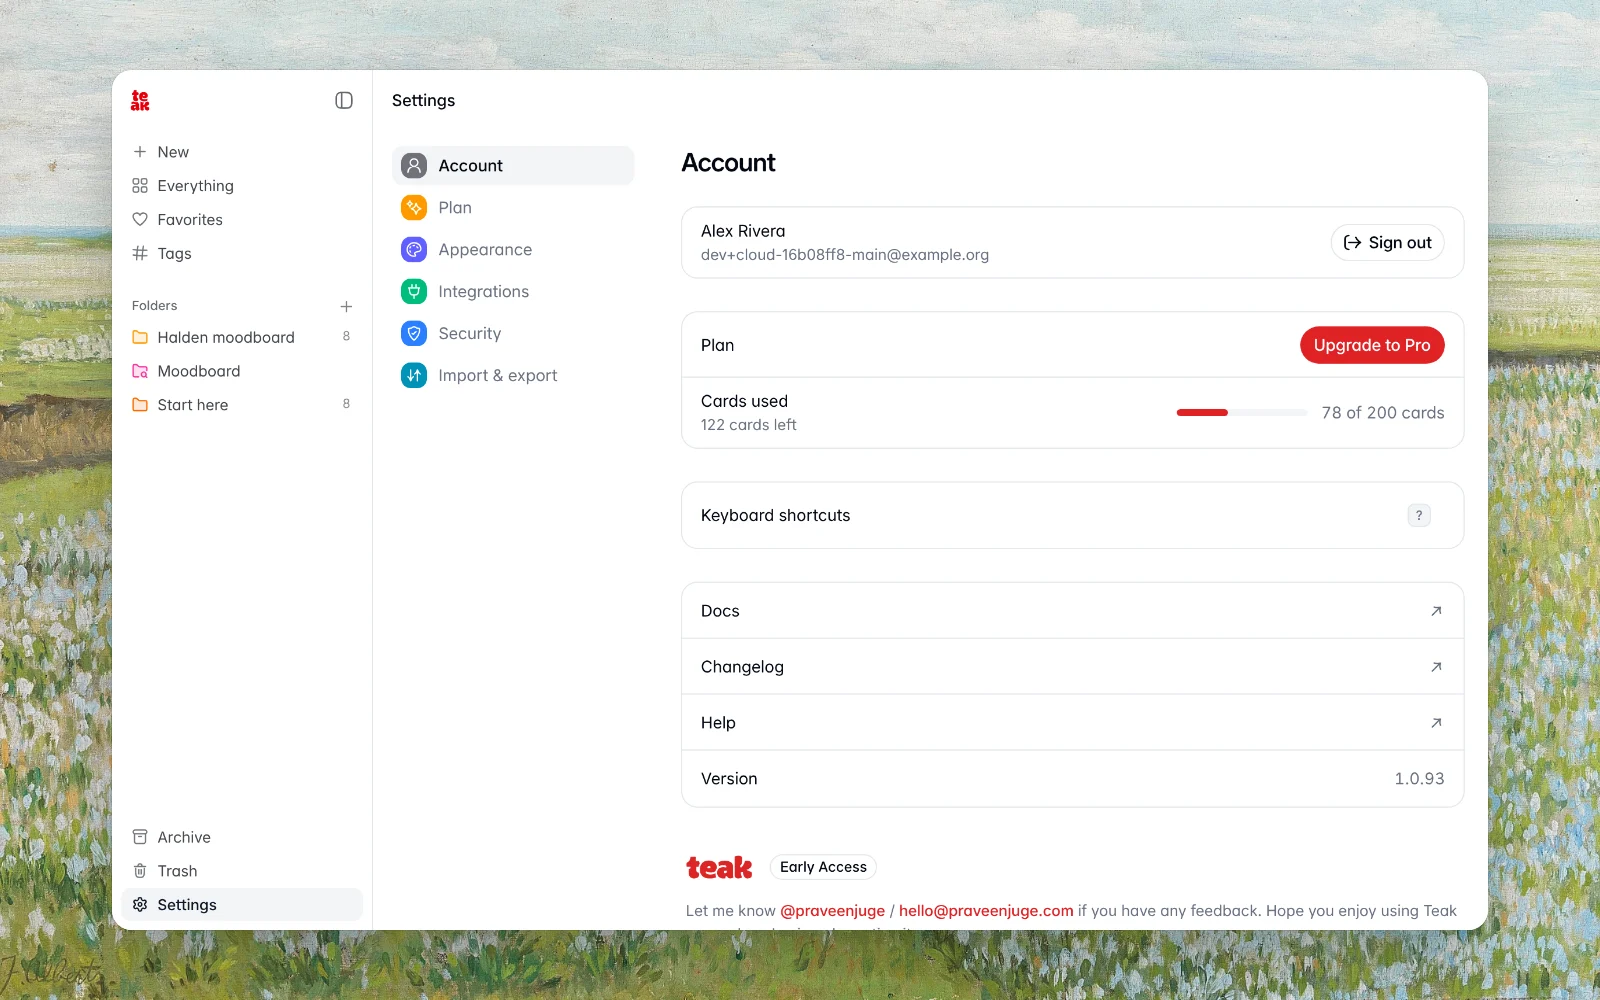 te
ak
New
Everything
Favorites
Tags
Folders
Halden moodboard 8
Moodboard
Start here 8
Archive
Trash
Settings
Settings
Account
Plan
Appearance
Integrations
Security
Import & export
Account
Alex Rivera
dev+cloud-16b08ff8-main@example.org
Sign out
Plan
Upgrade to Pro
Cards used
122 cards left
78 of 200 cards
Keyboard shortcuts ?
Docs
Changelog
Help
Version 1.0.93
teak Early Access
Let me know @praveenjuge / hello@praveenjuge.com if you have any feedback. Hope you enjoy using Teak